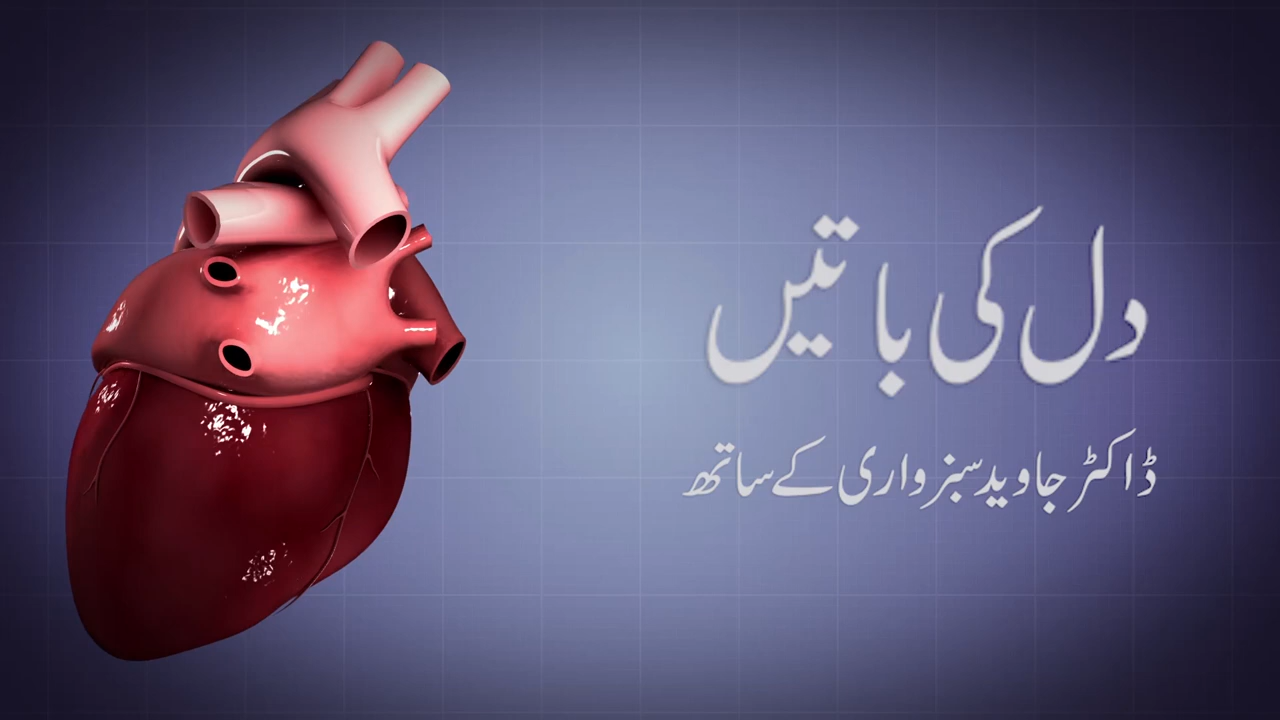 دل کی باتیں
ڈاکٹر جاوید سبزواری کے ساتھ